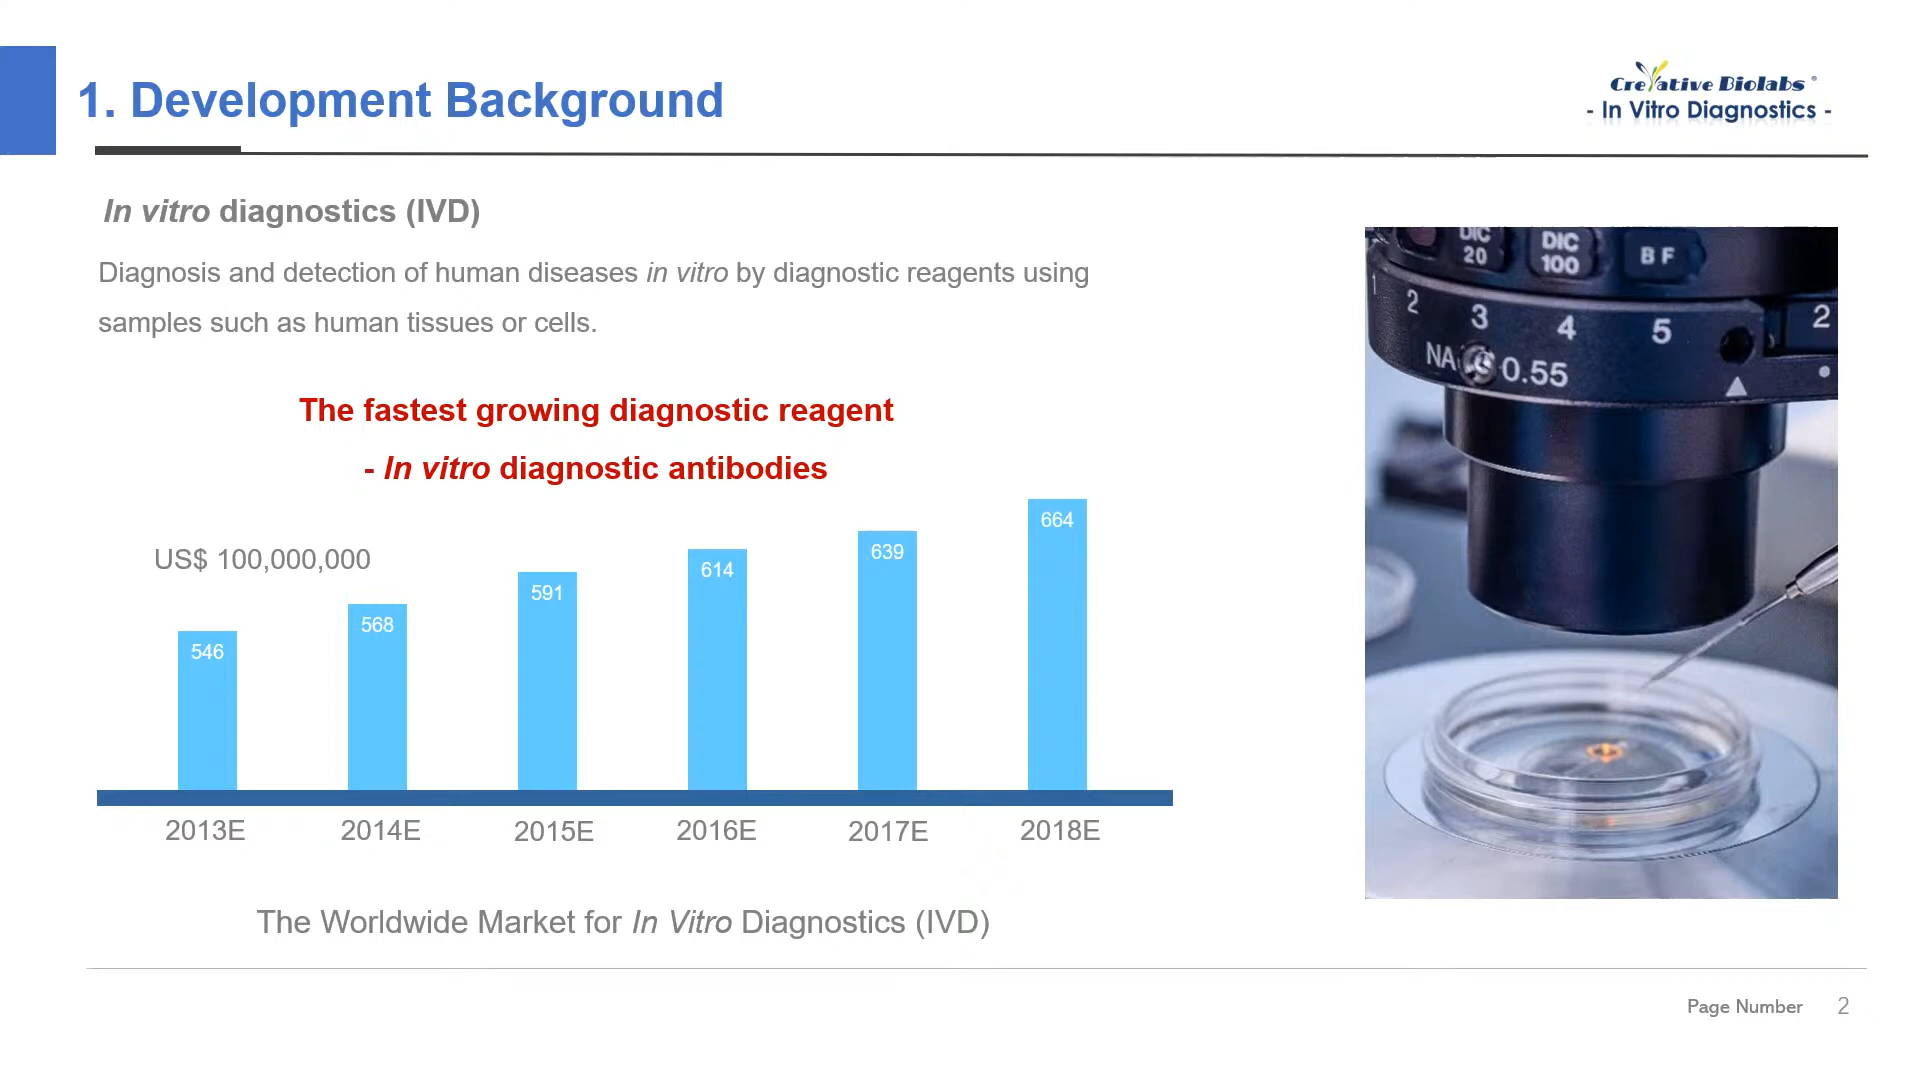 1. Development Background
Creative Biolabs®
- In Vitro Diagnostics -
In vitro diagnostics (IVD)
Diagnosis and detection of human diseases in vitro by diagnostic reagents using
samples such as human tissues or cells.
The fastest growing diagnostic reagent
- In vitro diagnostic antibodies
US$ 100,000,000
546
568
591
614
639
664
2013E
2014E
2015E
2016E
2017E
2018E
The Worldwide Market for In Vitro Diagnostics (IVD)
DIC
20
DIC
100
B F
1 2 3 4 5 2
NA 0.55
Page Number 2